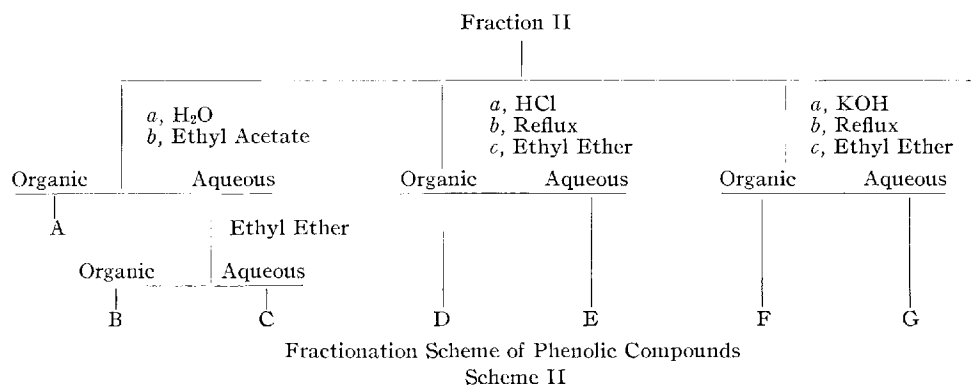 Fraction II
a, H₂O
b, Ethyl Acetate
a, HCl
b, Reflux
c, Ethyl Ether
a, KOH
b, Reflux
c, Ethyl Ether
Organic Aqueous Organic Aqueous Organic Aqueous
A
Ethyl Ether
Organic Aqueous
B C D E F G
Fractionation Scheme of Phenolic Compounds
Scheme II